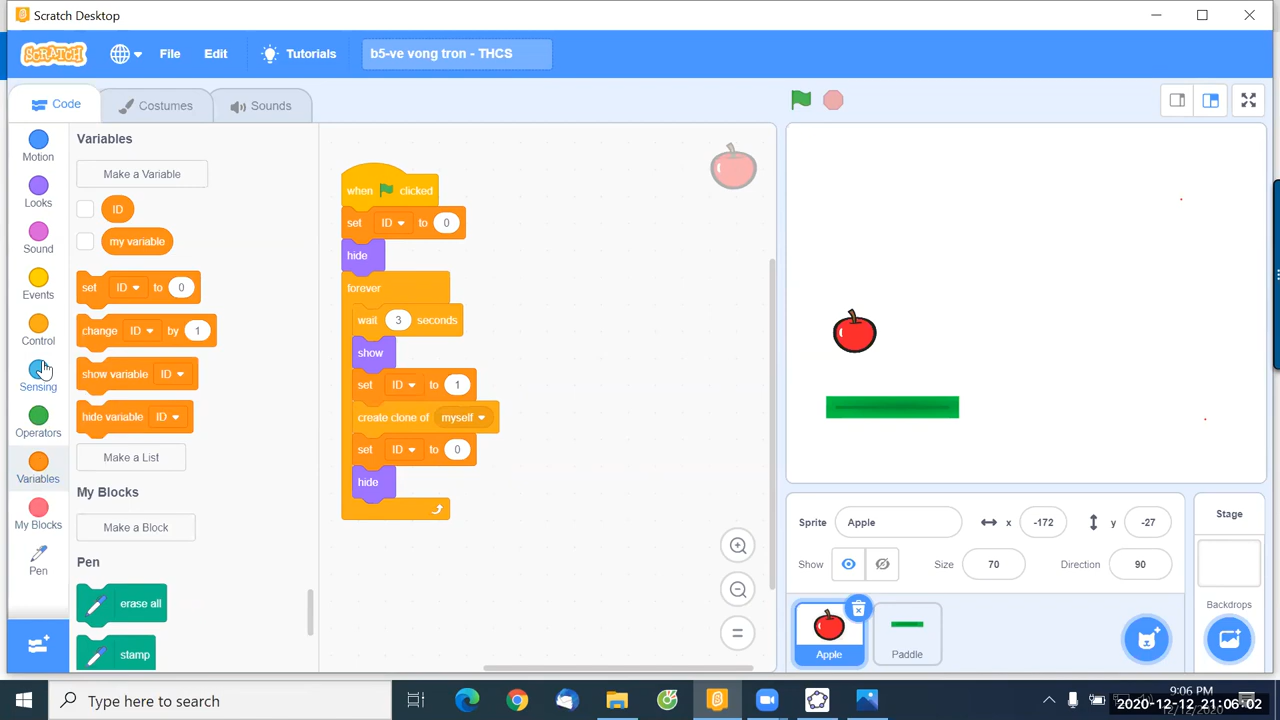 Scratch Desktop
SCRATCH File Edit Tutorials b5-ve vong tron - THCS
Code Costumes Sounds
Motion
Looks
Sound
Events
Control
Sensing
Operators
Variables
My Blocks
Pen
Variables
Make a Variable
ID
my variable
set ID to 0
change ID by 1
show variable ID
hide variable ID
Make a List
My Blocks
Make a Block
Pen
erase all
stamp
when clicked
set ID to 0
hide
forever
wait 3 seconds
show
set ID to 1
create clone of myself
set ID to 0
hide
Sprite Apple x -172 y -27
Show Size 70 Direction 90
Apple
Paddle
Stage
Backdrops
Type here to search
9:06 PM
12/12/2020
2020-12-12 21:06:02